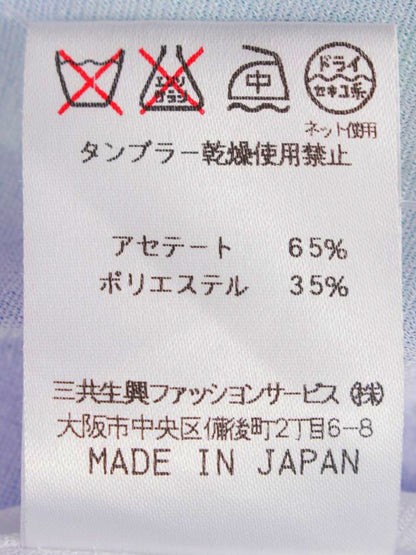 エンソ サラシ 中 ドライ セキユ系
ネット使用
タンブラー乾燥使用禁止
アセテート 65%
ポリエステル 35%
三共生興ファッションサービス(株)
大阪市中央区備後町2丁目6-8
MADE IN JAPAN